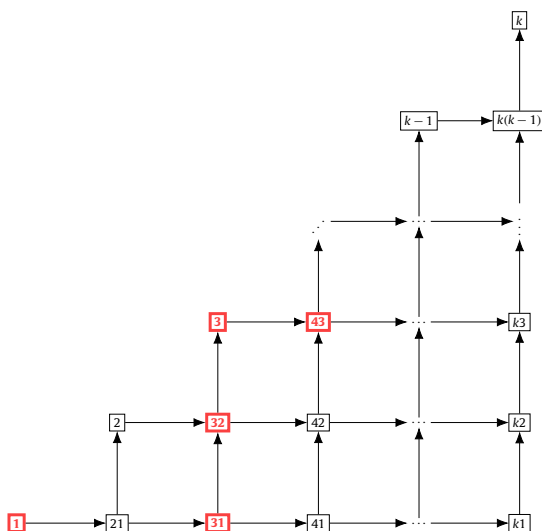 k
k − 1 k(k−1)
⋰ ⋯ ⋮
3 43 ⋯ k3
2 32 42 ⋯ k2
1 21 31 41 ⋯ k1